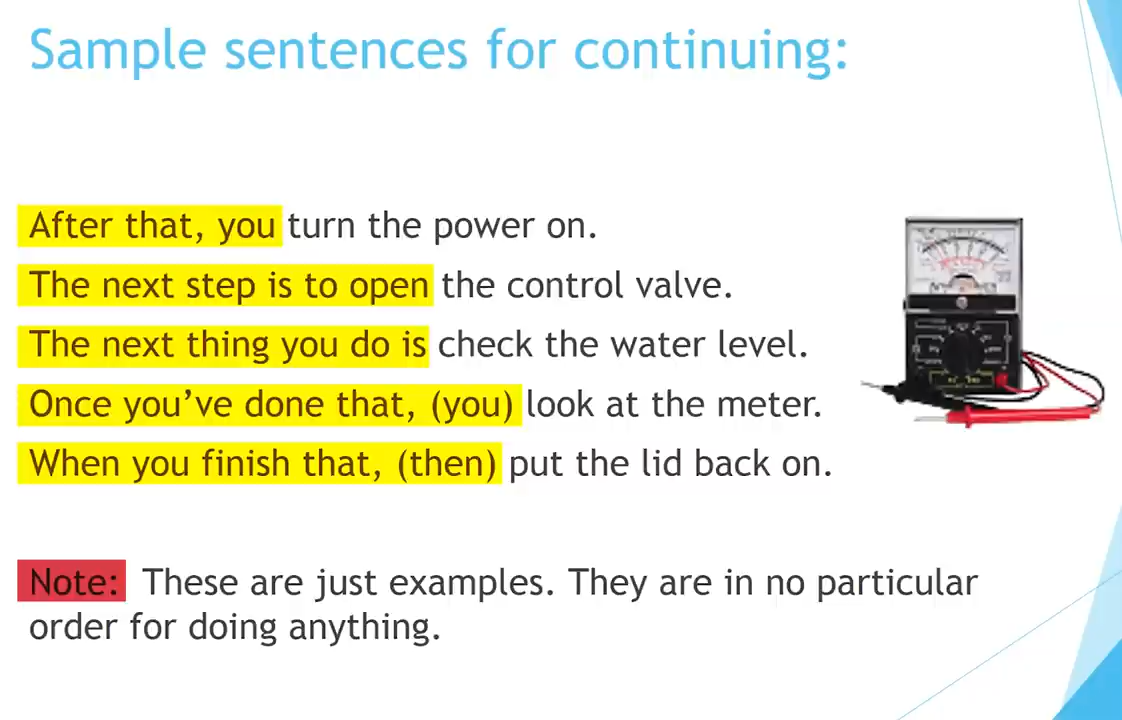 Sample sentences for continuing:
After that, you turn the power on.
The next step is to open the control valve.
The next thing you do is check the water level.
Once you’ve done that, (you) look at the meter.
When you finish that, (then) put the lid back on.
Note: These are just examples. They are in no particular
order for doing anything.